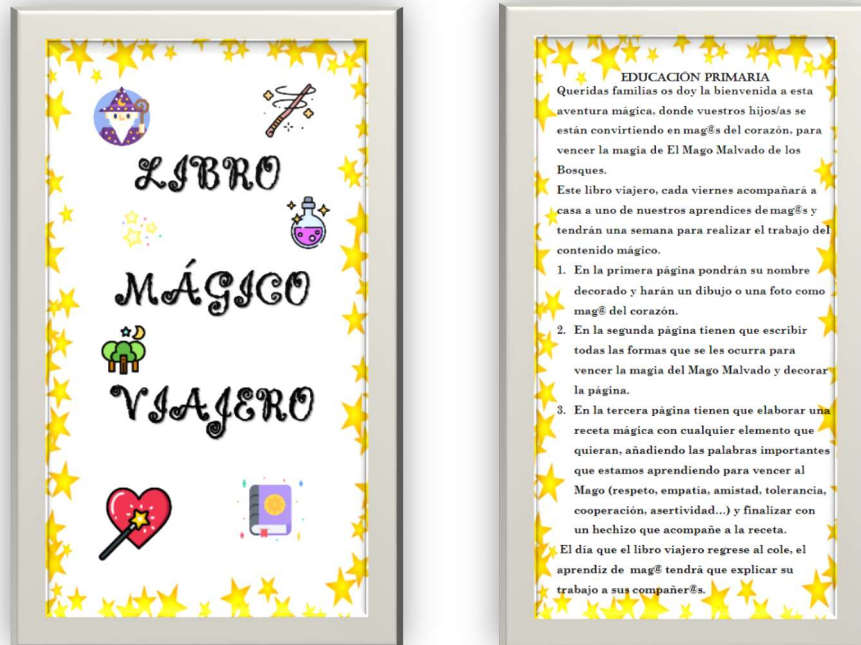 LIBRO
MÁGICO
VIAJERO
EDUCACIÓN PRIMARIA
Queridas familias os doy la bienvenida a esta
aventura mágica, donde vuestros hijos/as se
están convirtiendo en mag@s del corazón, para
vencer la magia de El Mago Malvado de los
Bosques.
Este libro viajero, cada viernes acompañará a
casa a uno de nuestros aprendices de mag@s y
tendrán una semana para realizar el trabajo del
contenido mágico.
1. En la primera página pondrán su nombre
decorado y harán un dibujo o una foto como
mag@ del corazón.
2. En la segunda página tienen que escribir
todas las formas que se les ocurra para
vencer la magia del Mago Malvado y decorar
la página.
3. En la tercera página tienen que elaborar una
receta mágica con cualquier elemento que
quieran, añadiendo las palabras importantes
que estamos aprendiendo para vencer al
Mago (respeto, empatía, amistad, tolerancia,
cooperación, asertividad...) y finalizar con
un hechizo que acompañe a la receta.
El día que el libro viajero regrese al cole, el
aprendiz de mag@ tendrá que explicar su
trabajo a sus compañer@s.